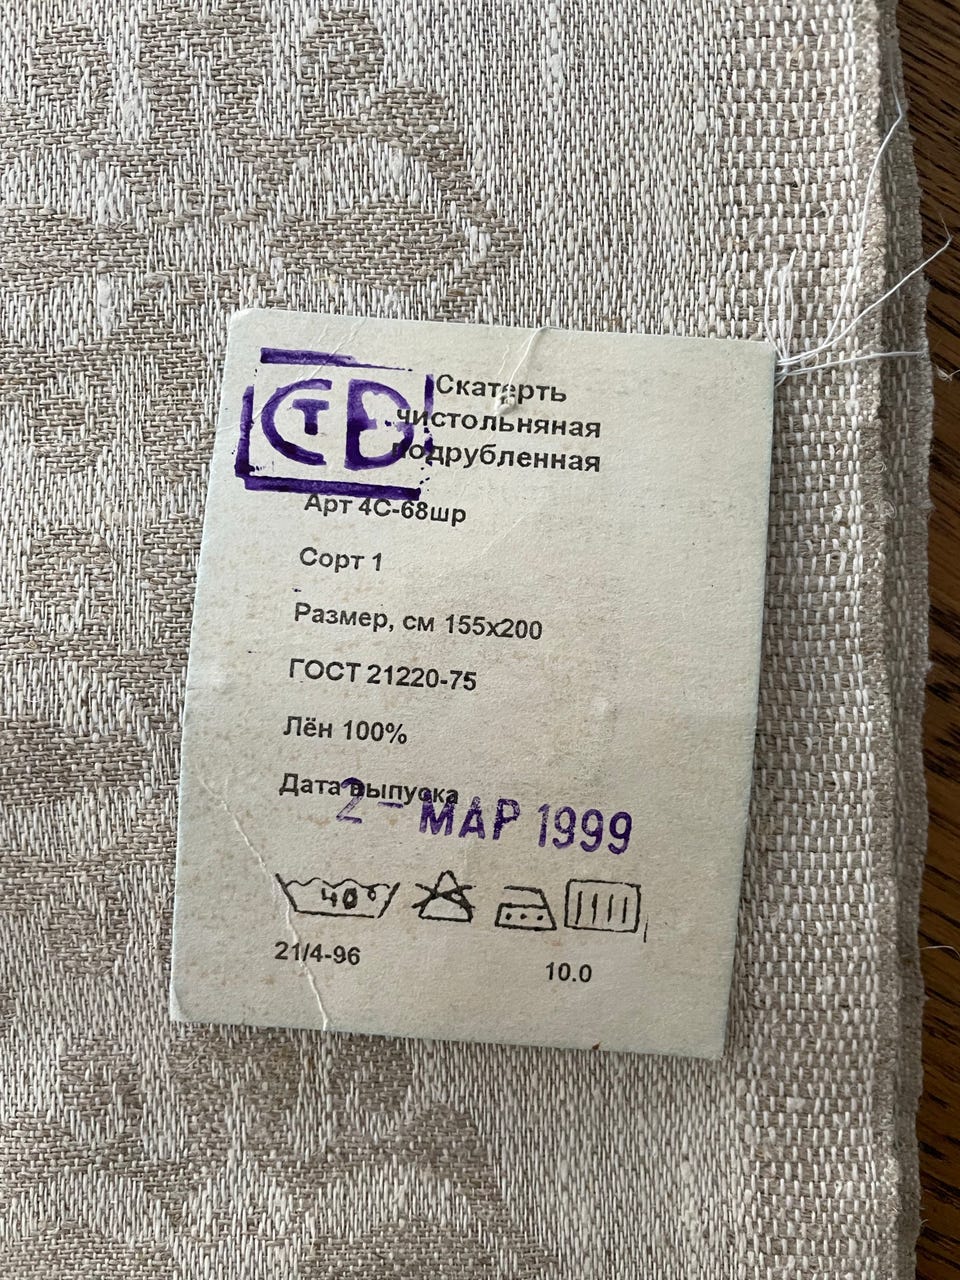 СТВ
Скатерть
чистольняная
подрубленная
Арт 4С-68шр
Сорт 1
Размер, см 155х200
ГОСТ 21220-75
Лён 100%
Дата выпуска
2 - МАР 1999
40°
21/4-96 10.0